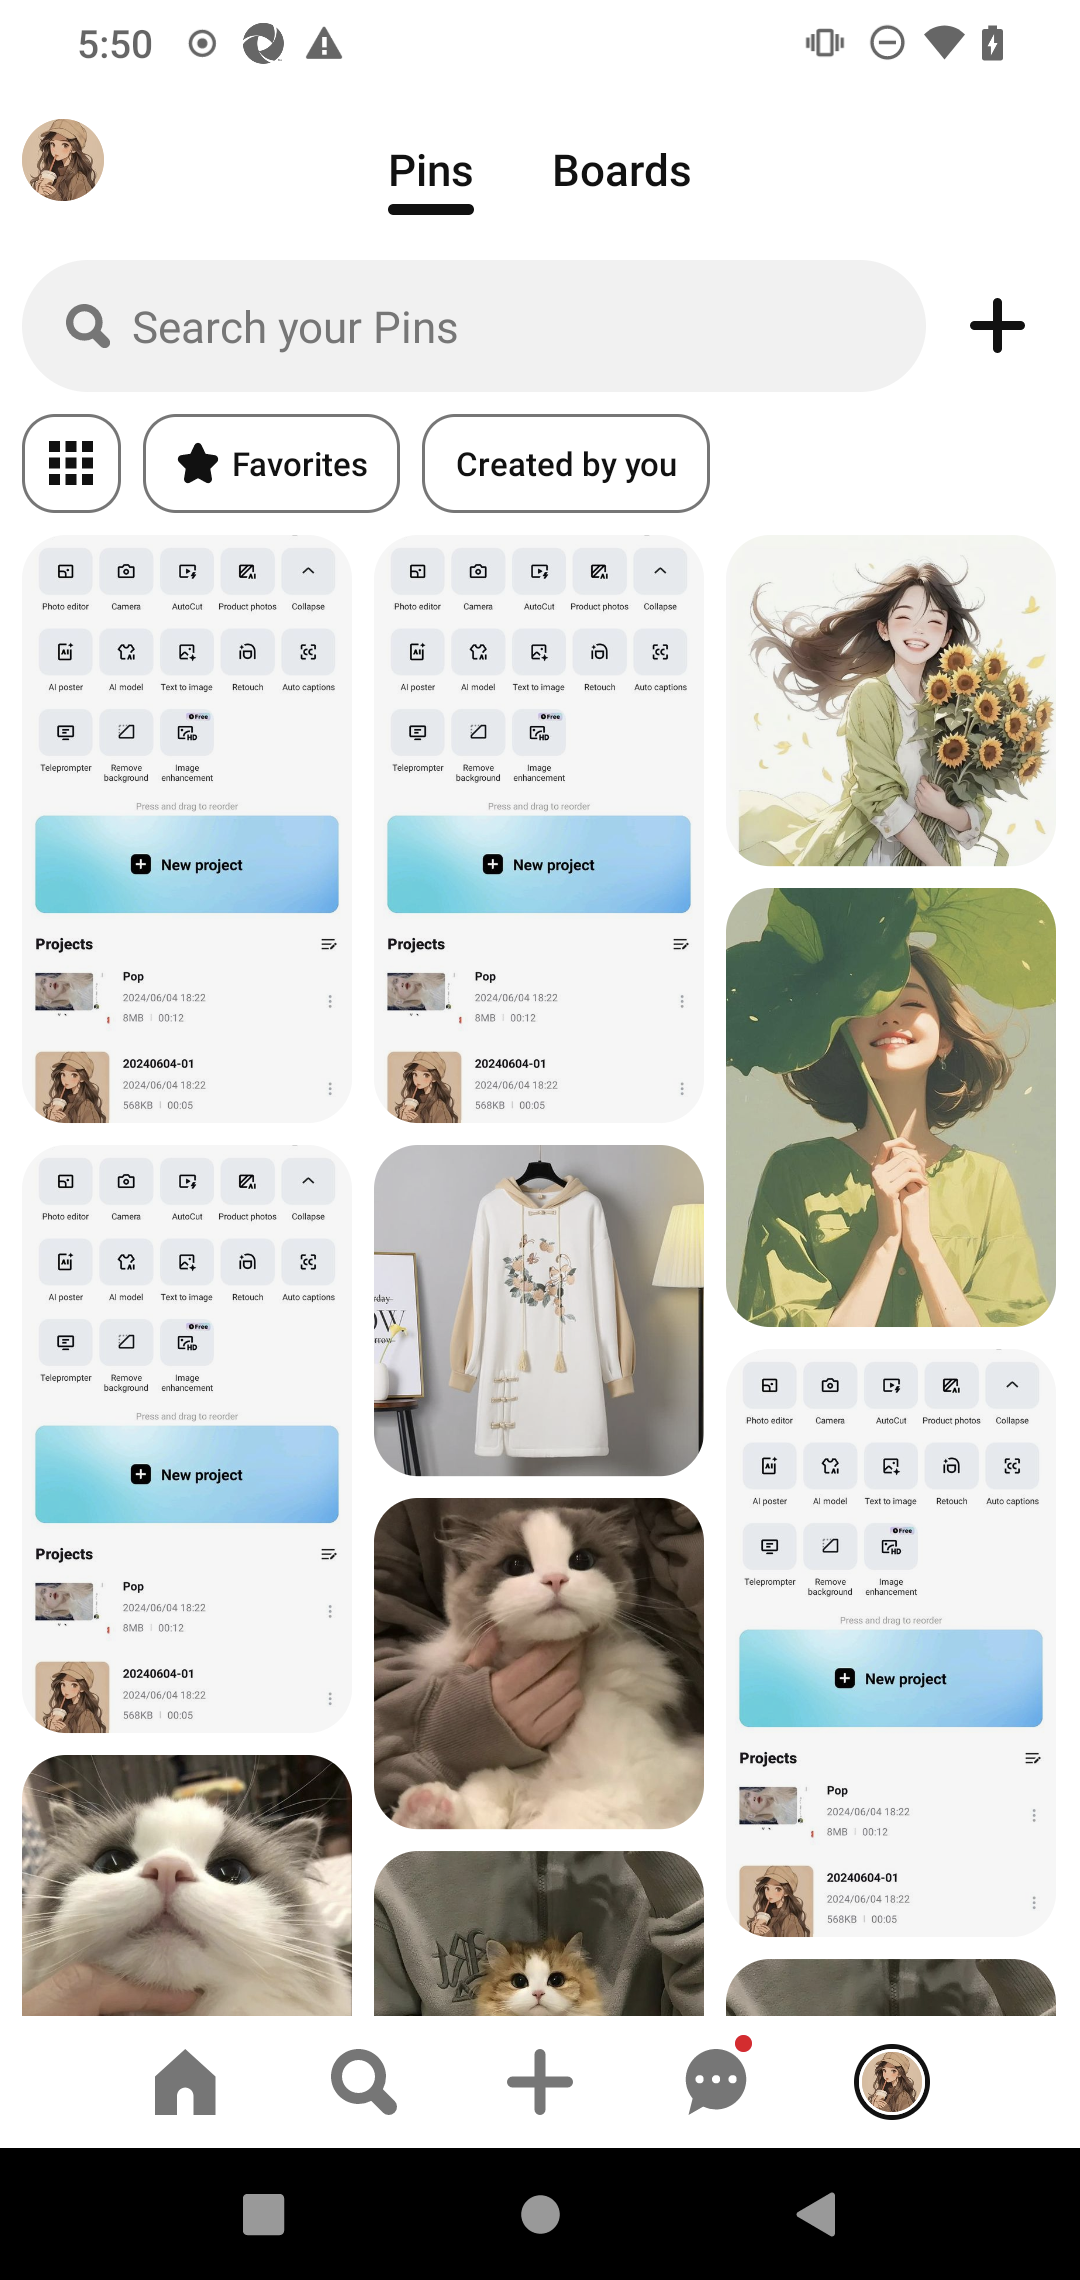 5:50
Pins
Boards
Search your Pins
Favorites
Created by you
Photo editor
Camera
AutoCut
Product photos
Collapse
AI poster
AI model
Text to image
Retouch
Auto captions
Free
Teleprompter
Remove background
Image enhancement
Press and drag to reorder
New project
Projects
Pop
2024/06/04 18:22
8MB | 00:12
20240604-01
2024/06/04 18:22
568KB | 00:05
Photo editor
Camera
AutoCut
Product photos
Collapse
AI poster
AI model
Text to image
Retouch
Auto captions
Free
Teleprompter
Remove background
Image enhancement
Press and drag to reorder
New project
Projects
Pop
2024/06/04 18:22
8MB | 00:12
20240604-01
2024/06/04 18:22
568KB | 00:05
Photo editor
Camera
AutoCut
Product photos
Collapse
AI poster
AI model
Text to image
Retouch
Auto captions
Free
Teleprompter
Remove background
Image enhancement
Press and drag to reorder
New project
Projects
Pop
2024/06/04 18:22
8MB | 00:12
20240604-01
2024/06/04 18:22
568KB | 00:05
Photo editor
Camera
AutoCut
Product photos
Collapse
AI poster
AI model
Text to image
Retouch
Auto captions
Free
Teleprompter
Remove background
Image enhancement
Press and drag to reorder
New project
Projects
Pop
2024/06/04 18:22
8MB | 00:12
20240604-01
2024/06/04 18:22
568KB | 00:05